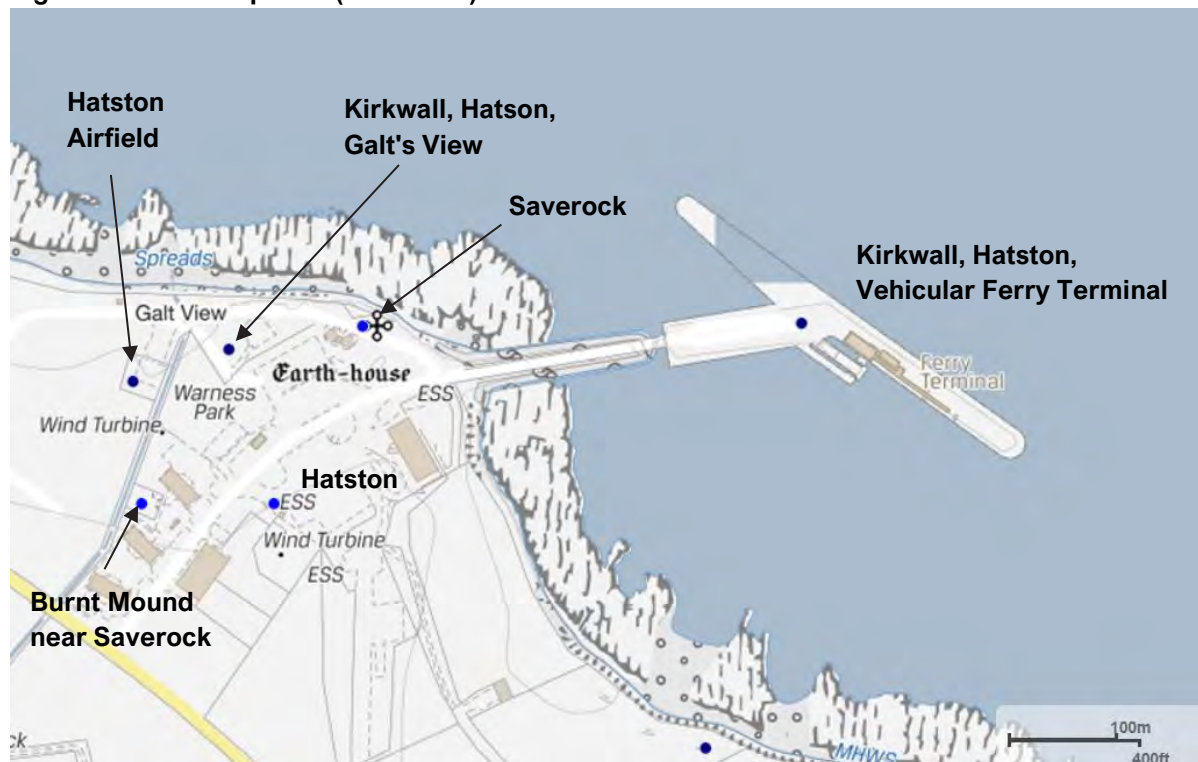 Hatston
Airfield
Kirkwall, Hatson,
Galt's View
Saverock
Kirkwall, Hatston,
Vehicular Ferry Terminal
Spreads
Galt View
Earth-house
Warness
Park
ESS
Ferry
Terminal
Wind Turbine
Hatston
ESS
Wind Turbine
ESS
Burnt Mound
near Saverock
MHWS
100m
400ft